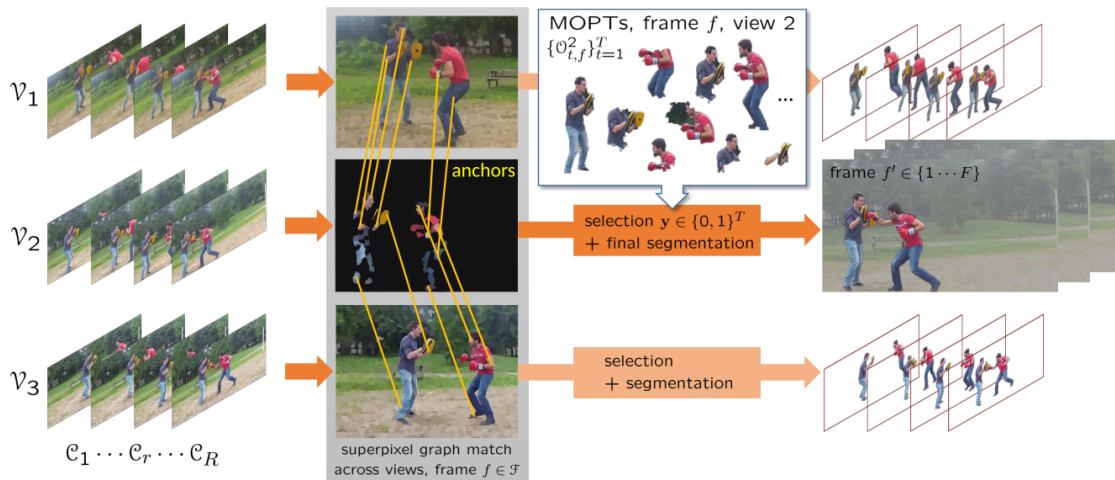 MOPTs, frame f, view 2
{𝒪²ₜ,f}ᵀₜ₌₁
...
𝒱₁
anchors
frame f′ ∈ {1 ⋯ F}
𝒱₂
selection y ∈ {0, 1}ᵀ
+ final segmentation
𝒱₃
selection
+ segmentation
𝒞₁ ⋯ 𝒞ᵣ ⋯ 𝒞_R
superpixel graph match
across views, frame f ∈ ℱ